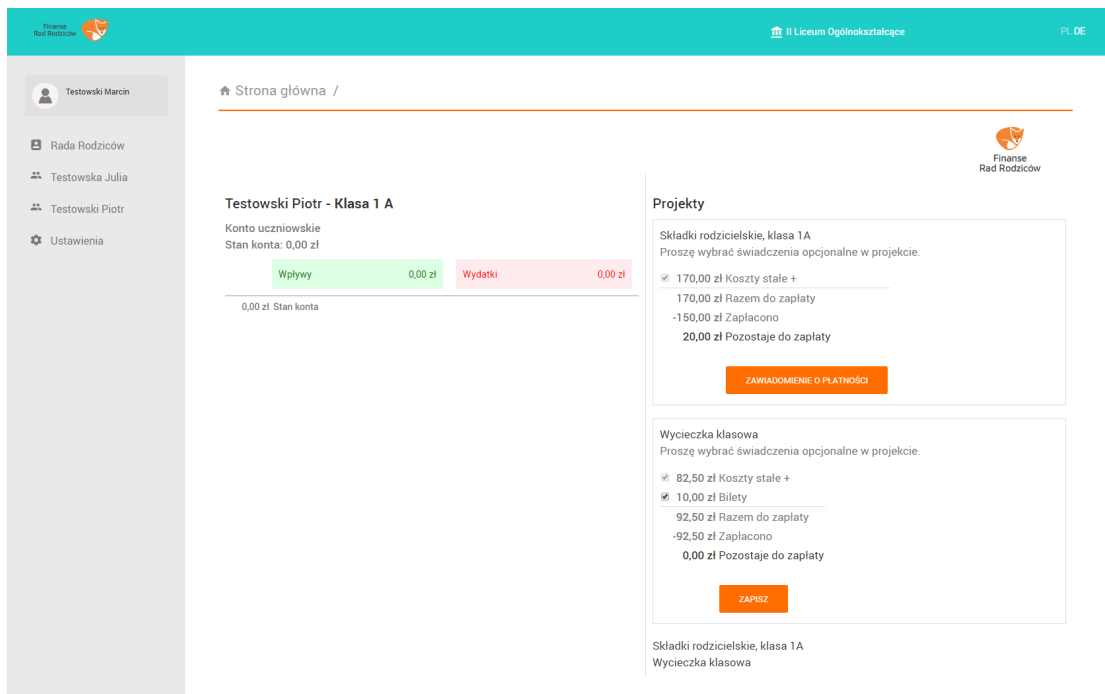 Finanse
Rad Rodziców
II Liceum Ogólnokształcące
PL DE
Testowski Marcin
Rada Rodziców
Testowska Julia
Testowski Piotr
Ustawienia
Strona główna /
Finanse
Rad Rodziców
Testowski Piotr - Klasa 1 A
Konto uczniowskie
Stan konta: 0,00 zł
Wpływy 0,00 zł
Wydatki 0,00 zł
0,00 zł Stan konta
Projekty
Składki rodzicielskie, klasa 1A
Proszę wybrać świadczenia opcjonalne w projekcie.
170,00 zł Koszty stałe +
170,00 zł Razem do zapłaty
-150,00 zł Zapłacono
20,00 zł Pozostaje do zapłaty
ZAWIADOMIENIE O PŁATNOŚCI
Wycieczka klasowa
Proszę wybrać świadczenia opcjonalne w projekcie.
82,50 zł Koszty stałe +
10,00 zł Bilety
92,50 zł Razem do zapłaty
-92,50 zł Zapłacono
0,00 zł Pozostaje do zapłaty
ZAPISZ
Składki rodzicielskie, klasa 1A
Wycieczka klasowa